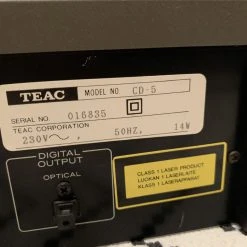 TEAC MODEL NO CD-5
SERIAL NO. 016835
TEAC CORPORATION
230V~, 50HZ, 14W
DIGITAL
OUTPUT
OPTICAL
CLASS 1 LASER PRODUCT
LUOKAN 1 LASERLAITE
KLASS 1 LASERAPPARAT